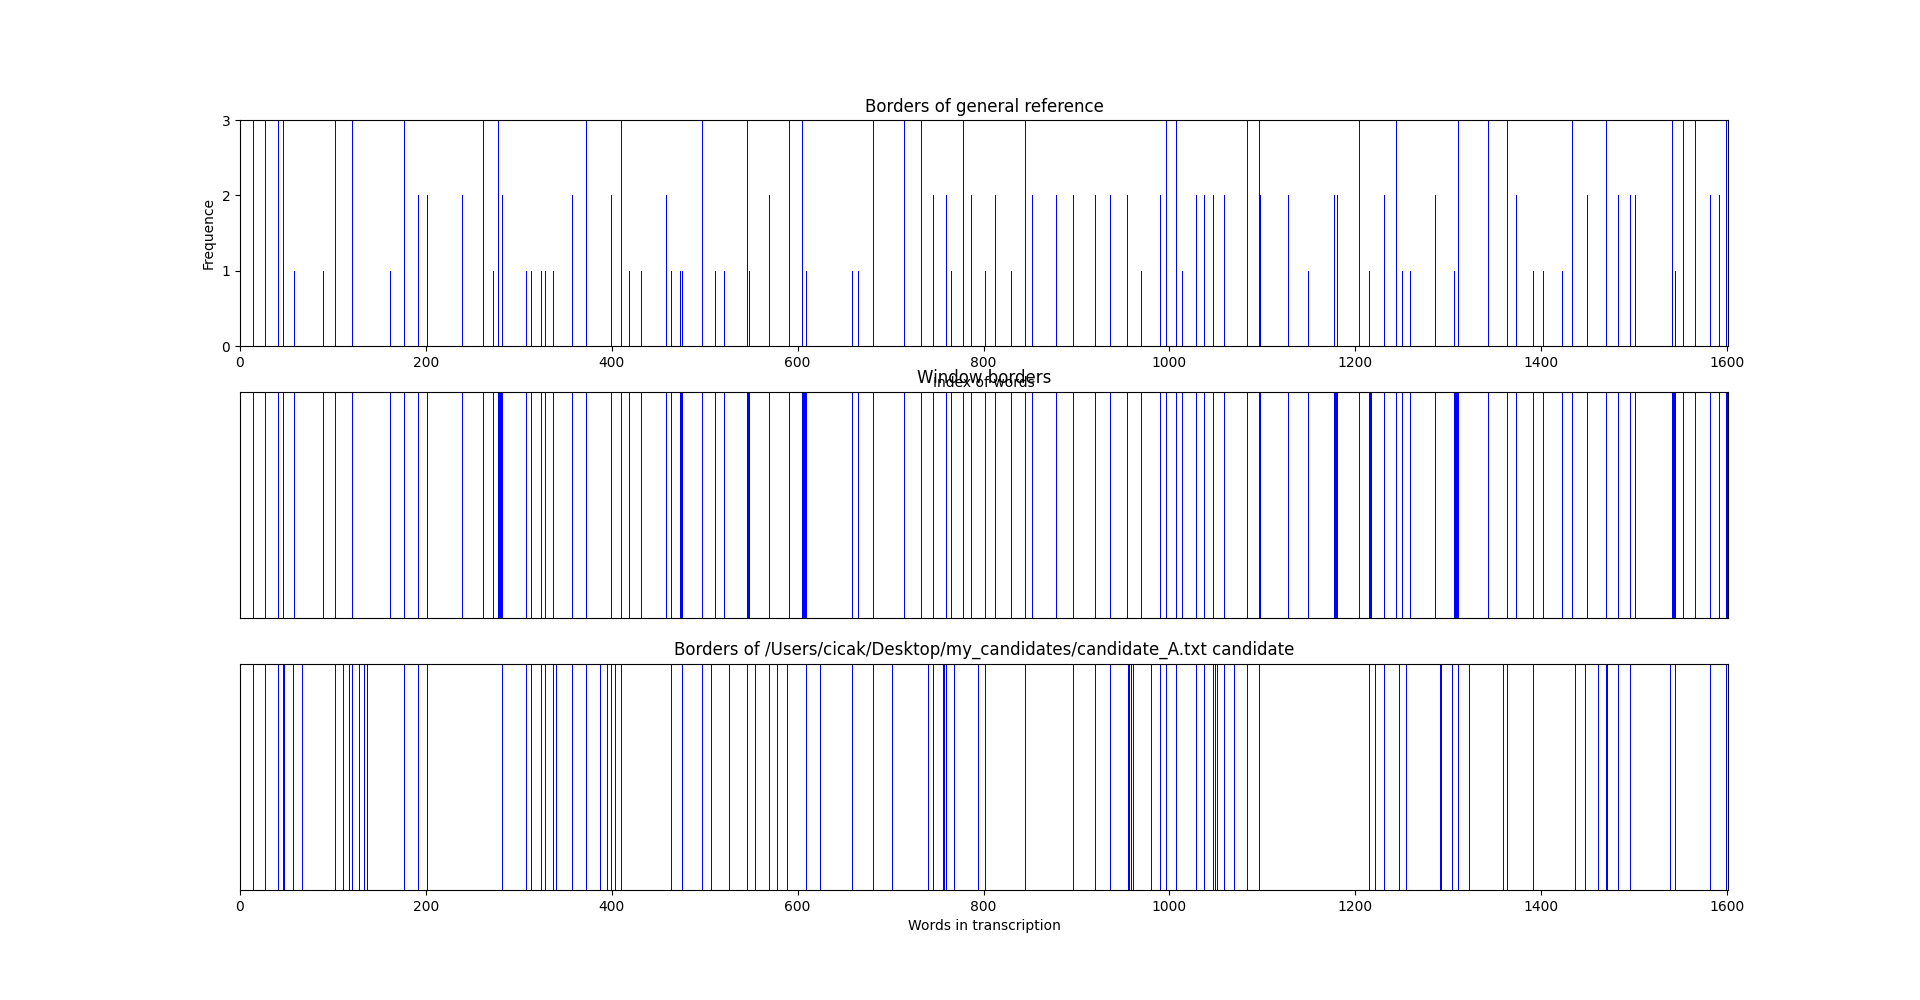 Borders of general reference
3
2
1
0
Frequence
0 200 400 600 800 1000 1200 1400 1600
Index of words
Window borders
Borders of /Users/cicak/Desktop/my_candidates/candidate_A.txt candidate
0 200 400 600 800 1000 1200 1400 1600
Words in transcription